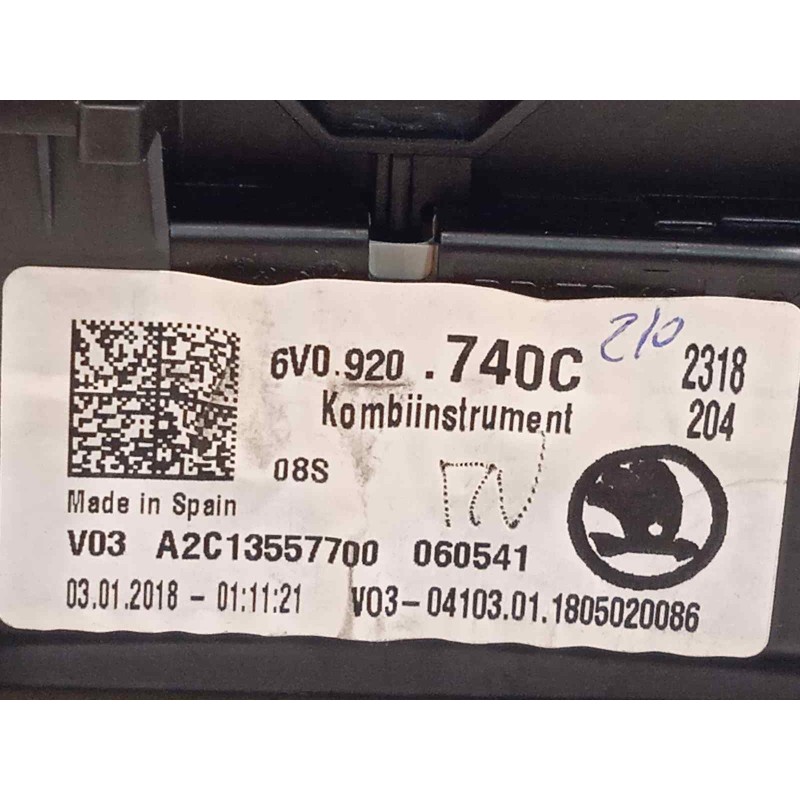 6V0.920 .740C 210 2318
Kombiinstrument 204
08S
Made in Spain
V03 A2C13557700 060541
03.01.2018 - 01:11:21 V03-04103.01.1805020086